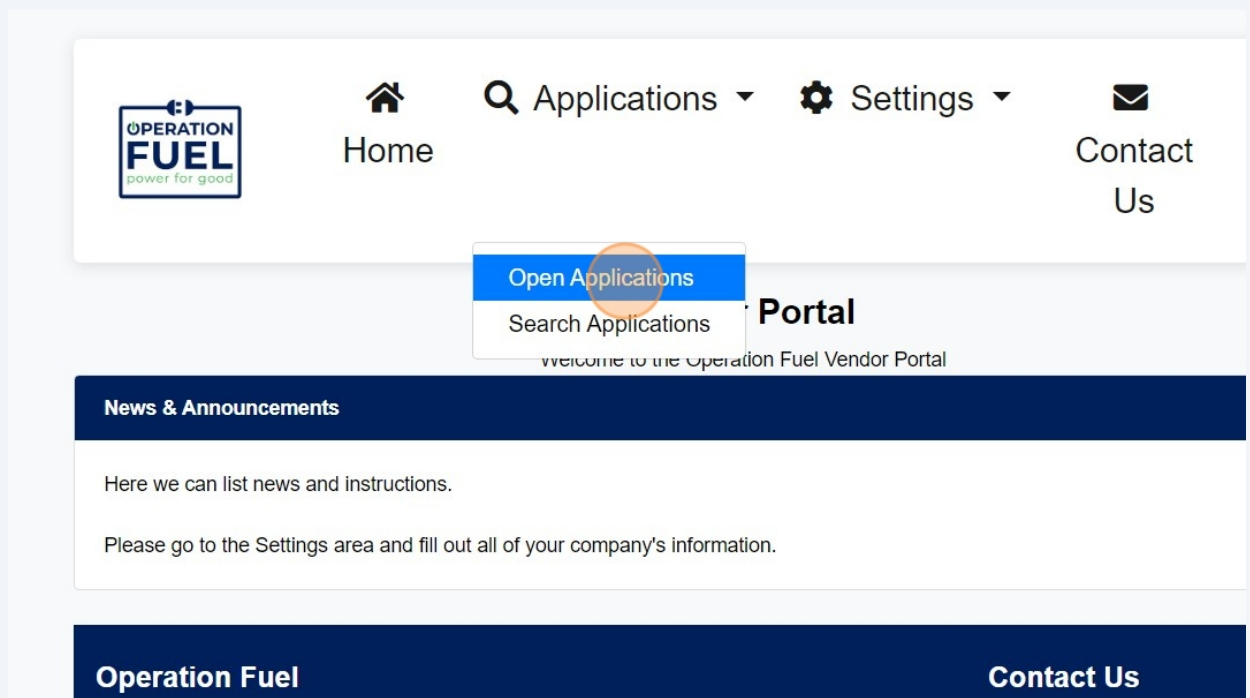 OPERATION
FUEL
power for good
Home
Applications
Settings
Contact
Us
Open Applications
Search Applications
Portal
Welcome to the Operation Fuel Vendor Portal
News & Announcements
Here we can list news and instructions.
Please go to the Settings area and fill out all of your company's information.
Operation Fuel
Contact Us